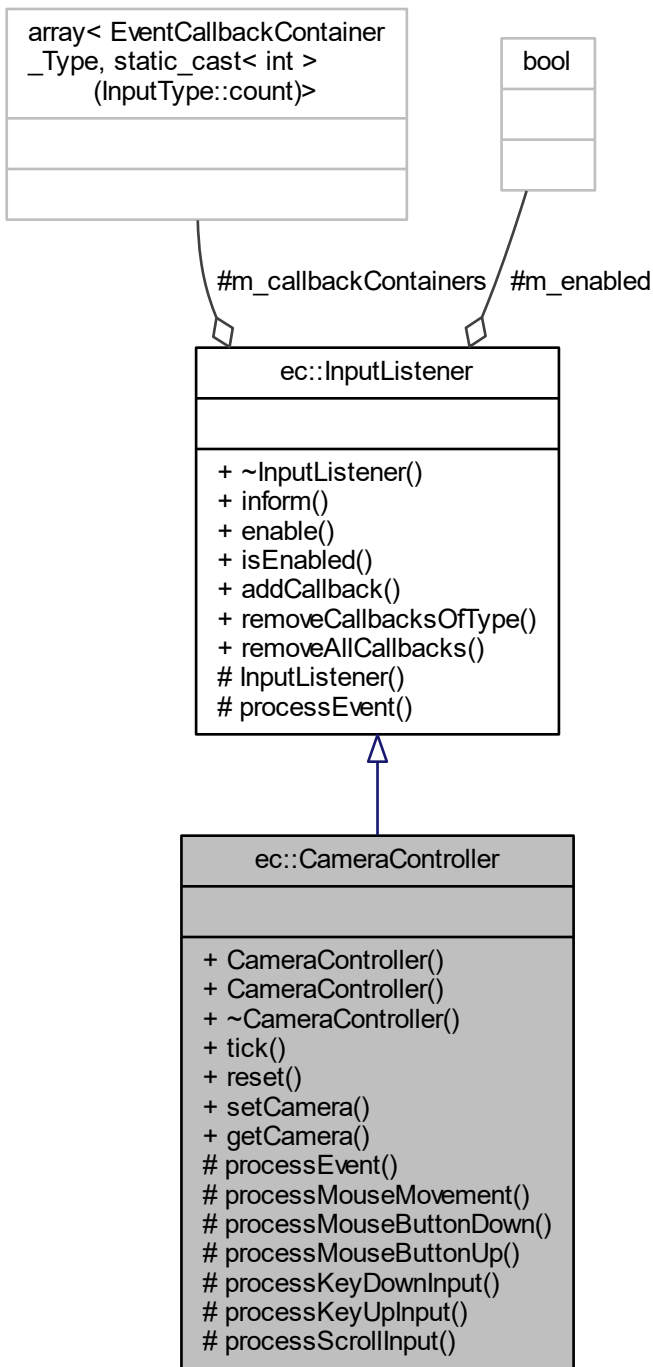 array< EventCallbackContainer
_Type, static_cast< int >
(InputType::count)>
bool
#m_callbackContainers
#m_enabled
ec::InputListener
+ ~InputListener()
+ inform()
+ enable()
+ isEnabled()
+ addCallback()
+ removeCallbacksOfType()
+ removeAllCallbacks()
# InputListener()
# processEvent()
ec::CameraController
+ CameraController()
+ CameraController()
+ ~CameraController()
+ tick()
+ reset()
+ setCamera()
+ getCamera()
# processEvent()
# processMouseMovement()
# processMouseButtonDown()
# processMouseButtonUp()
# processKeyDownInput()
# processKeyUpInput()
# processScrollInput()